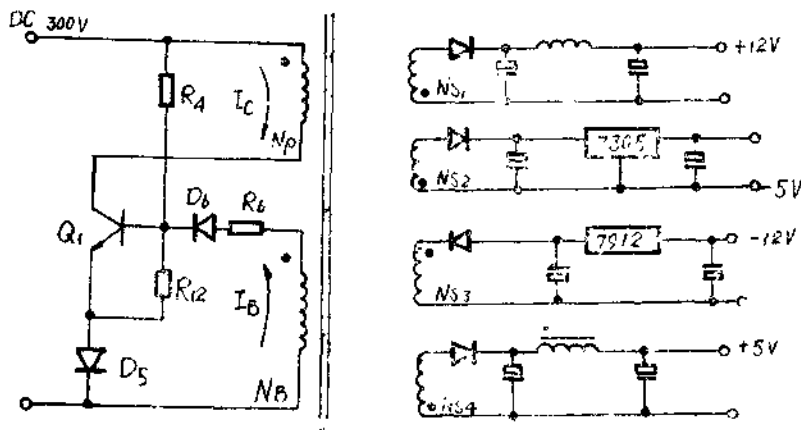 DC 300V
R4
IC
NP
D6
R6
Q1
R12
IB
D5
NB
+12V
NS1
7805
NS2
-5V
7912
-12V
NS3
+5V
NS4